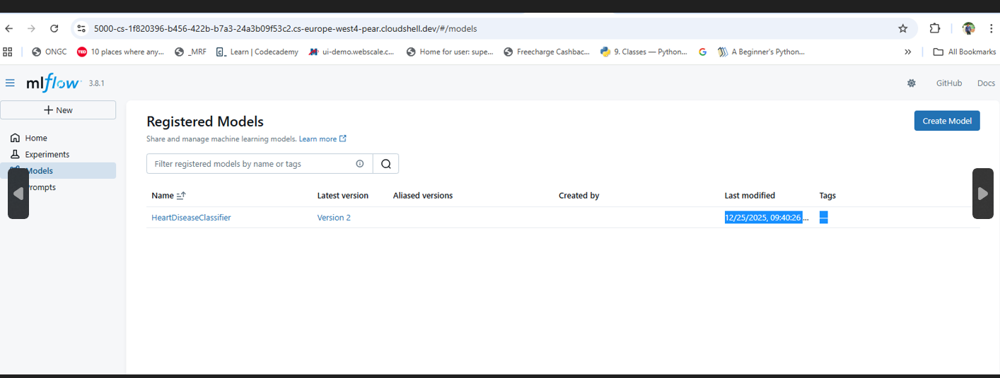 5000-cs-1f820396-b456-422b-b7a3-24a3b09f53c2.cs-europe-west4-pear.cloudshell.dev/#/models
ONGC TED 10 places where any... _MRF Learn | Codecademy ui-demo.webscale.c... Home for user: supe... Freecharge Cashbac... 9. Classes — Python... A Beginner's Python... » All Bookmarks
mlflow 3.8.1 GitHub Docs
+ New
Home
Experiments
Models
rompts
Registered Models
Create Model
Share and manage machine learning models. Learn more
Filter registered models by name or tags
Name Latest version Aliased versions Created by Last modified Tags
HeartDiseaseClassifier Version 2 12/25/2025, 09:40:26 ... —